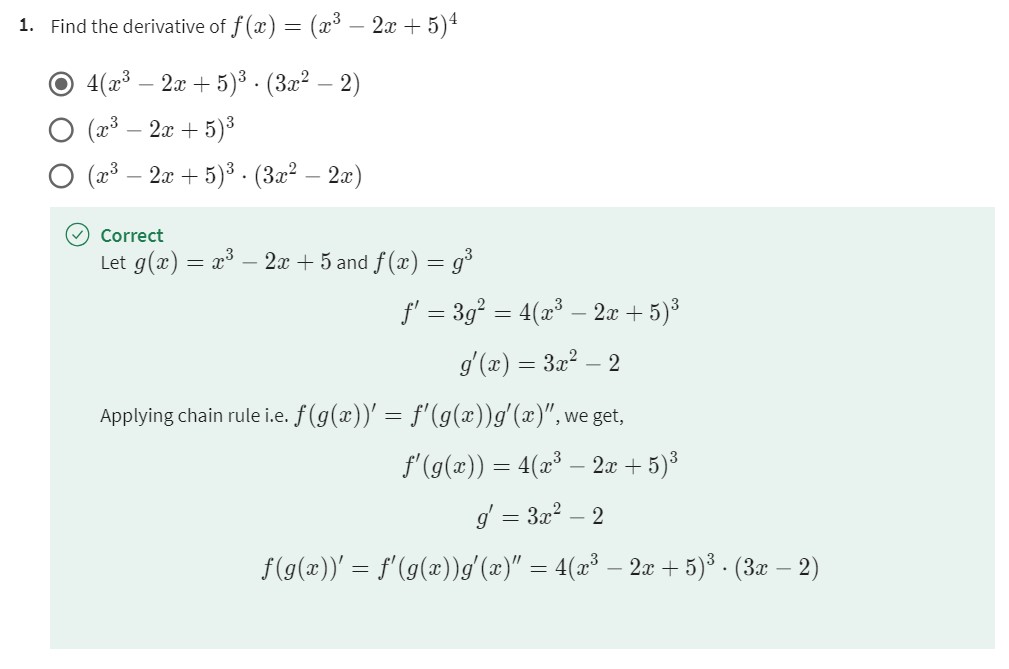 1. Find the derivative of f(x) = (x³ − 2x + 5)⁴
4(x³ − 2x + 5)³ · (3x² − 2)
(x³ − 2x + 5)³
(x³ − 2x + 5)³ · (3x² − 2x)
Correct
Let g(x) = x³ − 2x + 5 and f(x) = g³
f′ = 3g² = 4(x³ − 2x + 5)³
g′(x) = 3x² − 2
Applying chain rule i.e. f(g(x))′ = f′(g(x))g′(x)″, we get,
f′(g(x)) = 4(x³ − 2x + 5)³
g′ = 3x² − 2
f(g(x))′ = f′(g(x))g′(x)″ = 4(x³ − 2x + 5)³ · (3x − 2)